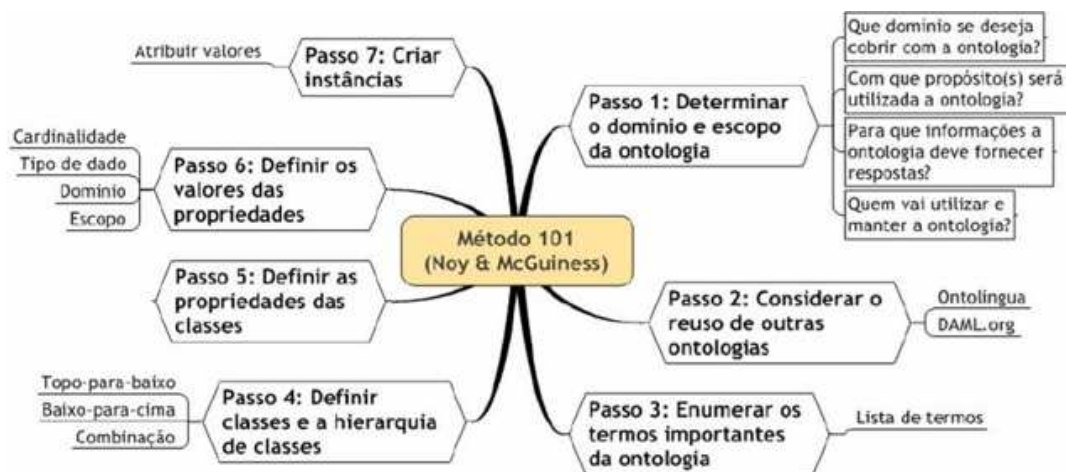 Método 101
(Noy & McGuiness)
Passo 1: Determinar
o domínio e escopo
da ontologia
Que domínio se deseja
cobrir com a ontologia?
Com que propósito(s) será
utilizada a ontologia?
Para que informações a
ontologia deve fornecer
respostas?
Quem vai utilizar e
manter a ontologia?
Passo 2: Considerar o
reuso de outras
ontologias
Ontolíngua
DAML.org
Passo 3: Enumerar os
termos importantes
da ontologia
Lista de termos
Passo 4: Definir
classes e a hierarquia
de classes
Topo-para-baixo
Baixo-para-cima
Combinação
Passo 5: Definir as
propriedades das
classes
Passo 6: Definir os
valores das
propriedades
Cardinalidade
Tipo de dado
Domínio
Escopo
Passo 7: Criar
instâncias
Atribuir valores